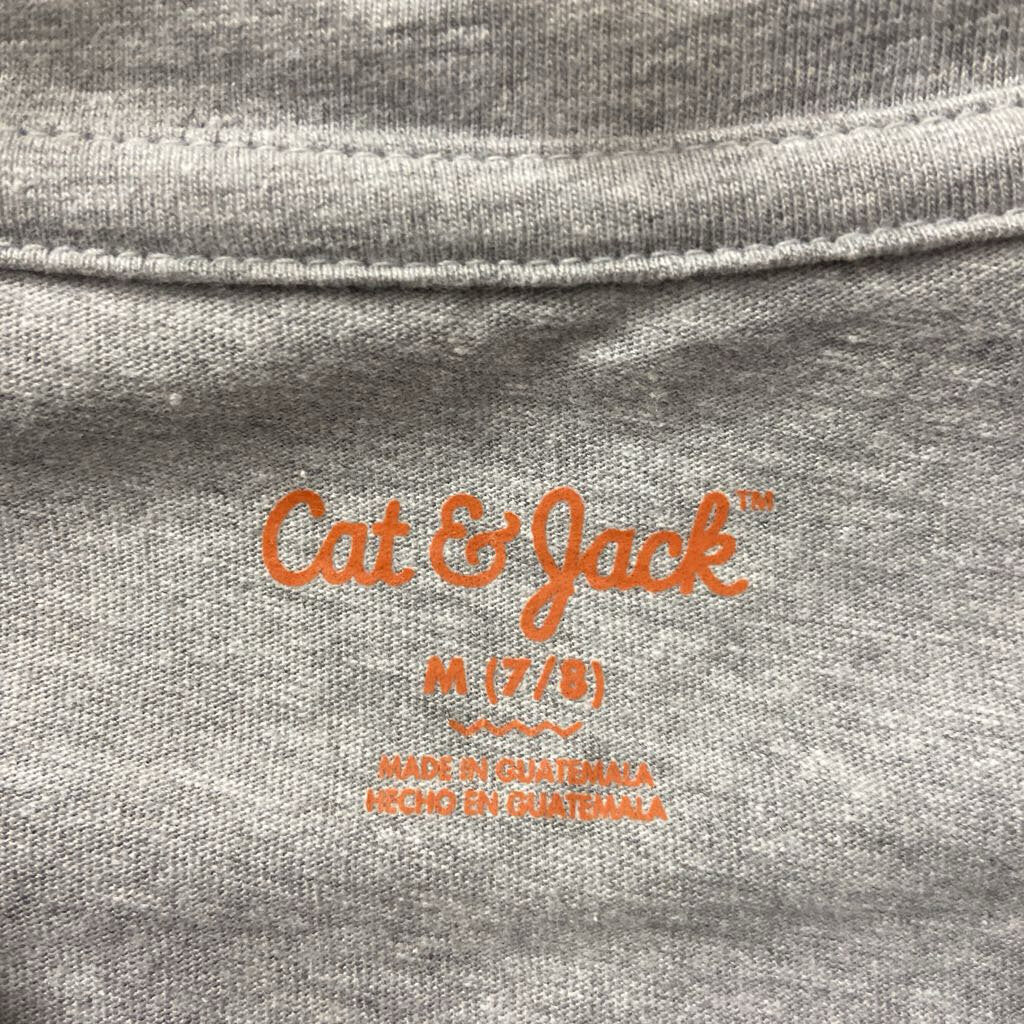 Cat & Jack™
M (7/8)
MADE IN GUATEMALA
HECHO EN GUATEMALA